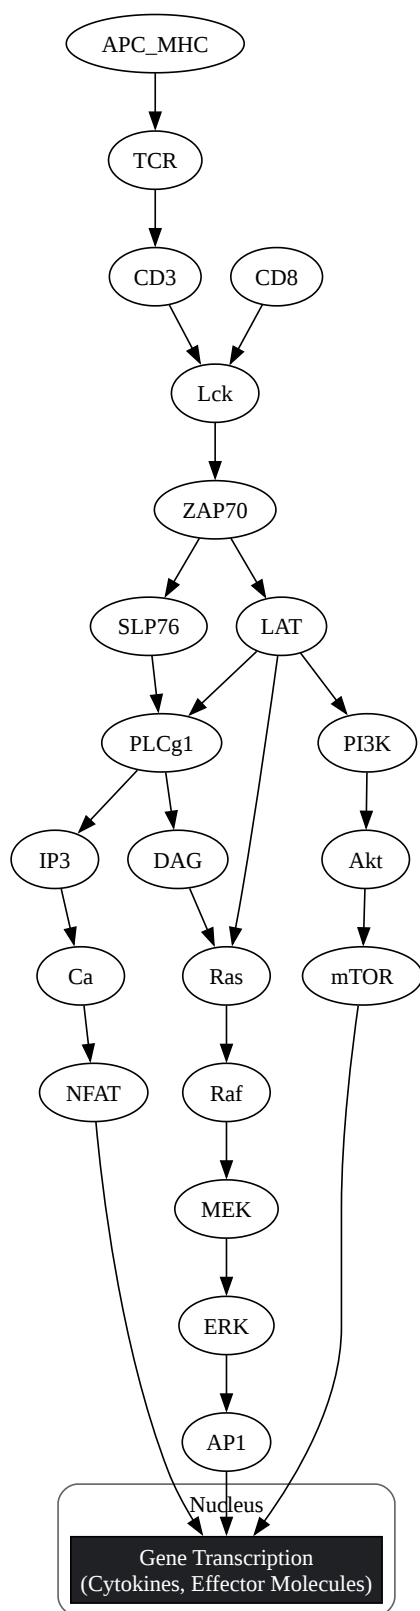 APC_MHC
TCR
CD3
CD8
Lck
ZAP70
SLP76
LAT
PLCg1
PI3K
IP3
DAG
Akt
Ca
Ras
mTOR
NFAT
Raf
MEK
ERK
AP1
Nucleus
Gene Transcription
(Cytokines, Effector Molecules)